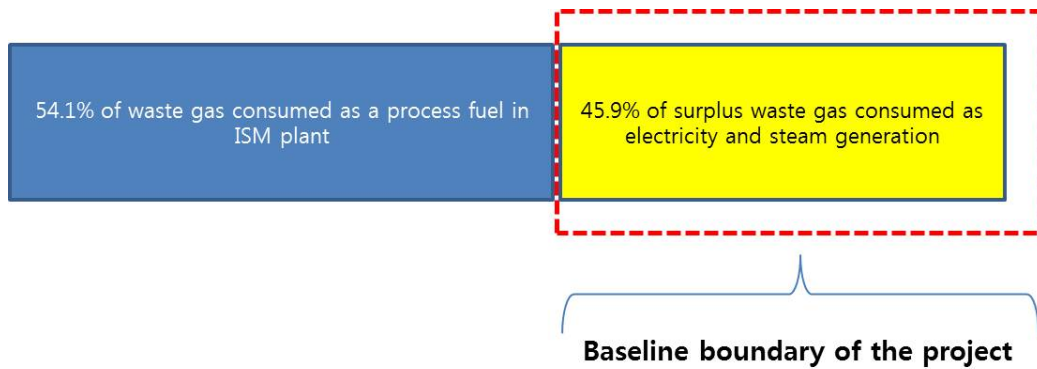 54.1% of waste gas consumed as a process fuel in
ISM plant
45.9% of surplus waste gas consumed as
electricity and steam generation
Baseline boundary of the project